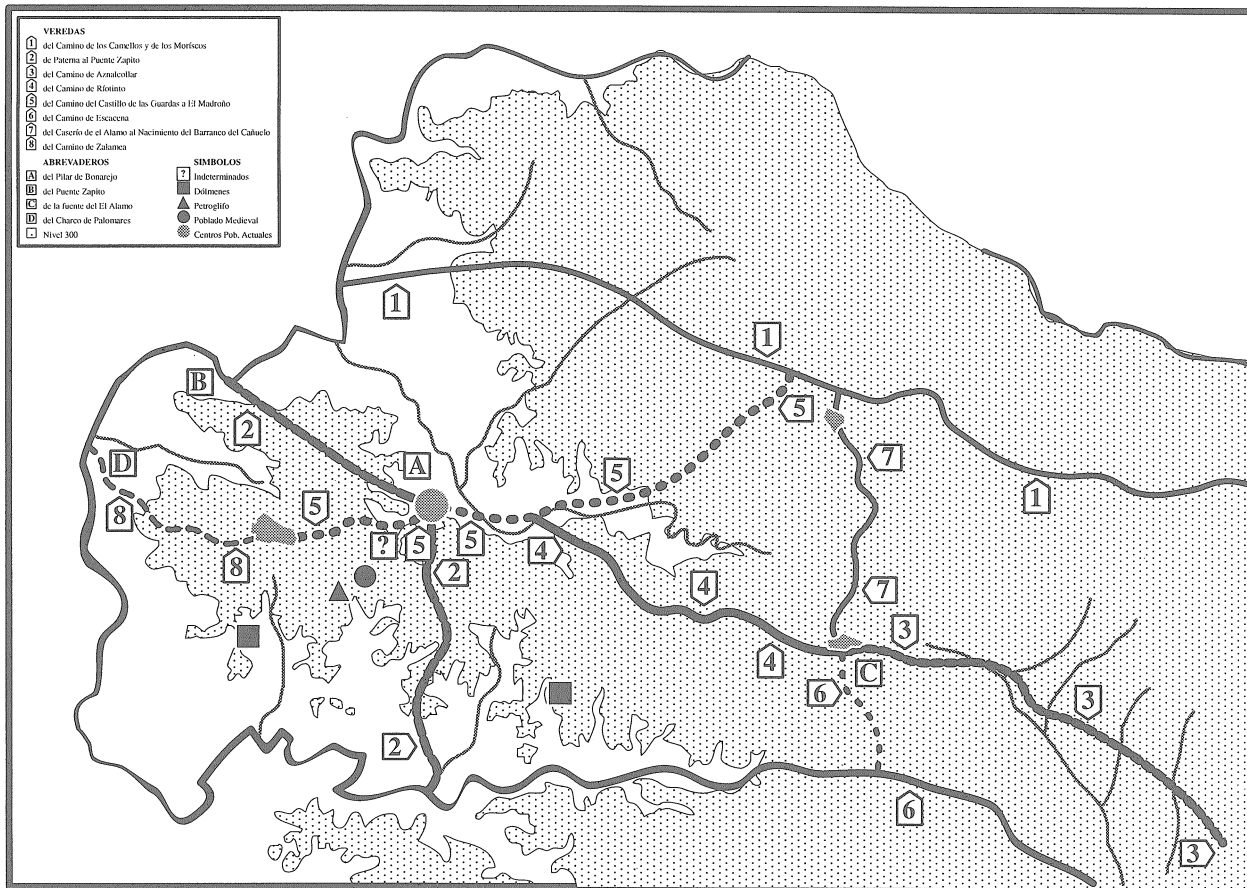 VEREDAS
1 del Camino de los Camellos y de los Moriscos
2 de Paterna al Puente Zapito
3 del Camino de Aznalcollar
4 del Camino de Ríotinto
5 del Camino del Castillo de las Guardas a El Madroño
6 del Camino de Escacena
7 del Caserío de el Alamo al Nacimiento del Barranco del Cañuelo
8 del Camino de Zalamea
ABREVADEROS
A del Pilar de Bonarejo
B del Puente Zapito
C de la fuente del El Alamo
D del Charco de Palomares
. Nivel 300
SIMBOLOS
? Indeterminados
Dólmenes
Petroglifo
Poblado Medieval
Centros Pob. Actuales
1
1
B
5
2
7
A
D
5
1
8
5
?
5
5
4
8
2
4
7
3
4
C
6
3
2
6
3